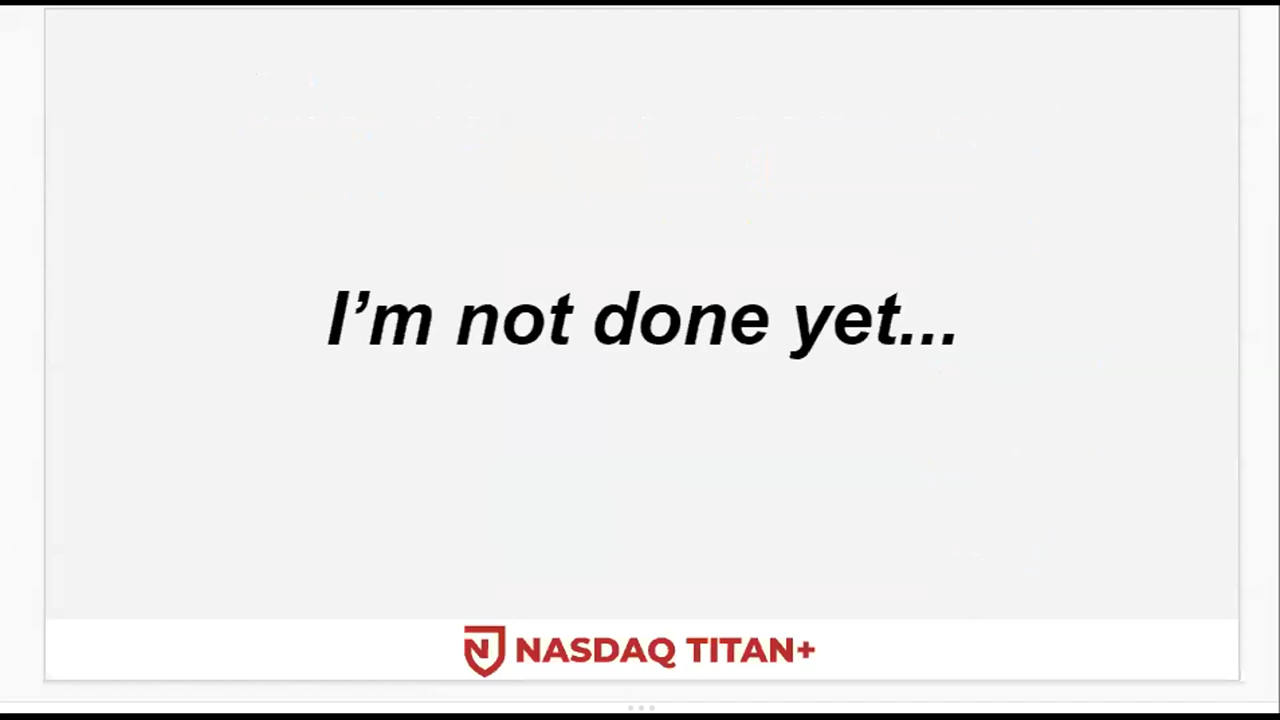 I’m not done yet...
NASDAQ TITAN+